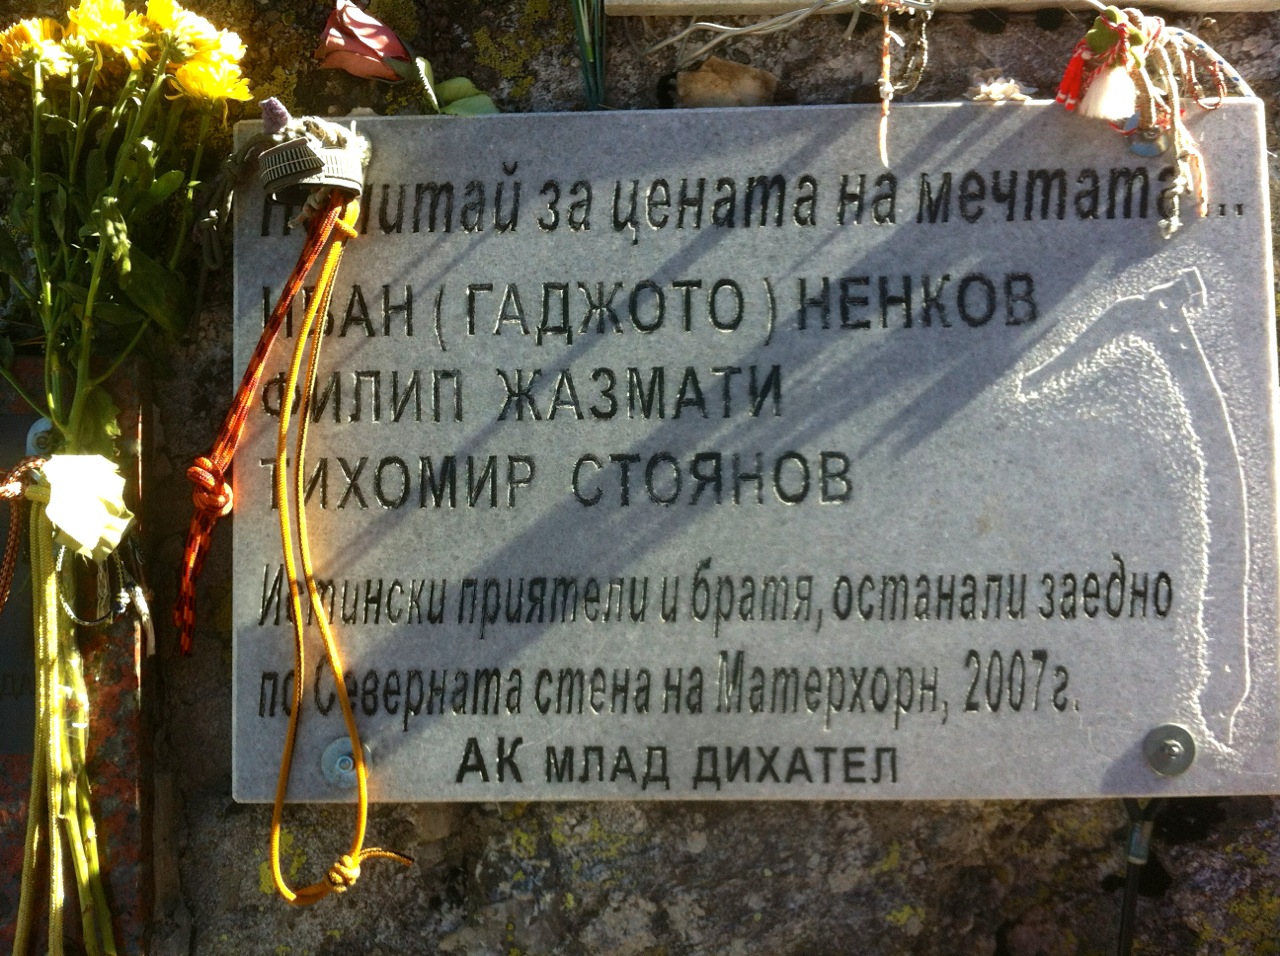 за цената на мечтата...
ИВАН (ГАДЖОТО) НЕНКОВ
ФИЛИП ЖАЗМАТИ
ТИХОМИР СТОЯНОВ
Истински приятели и братя, останали заедно
по Северната стена на Матерхорн, 2007г.
АК МЛАД ДИХАТЕЛ